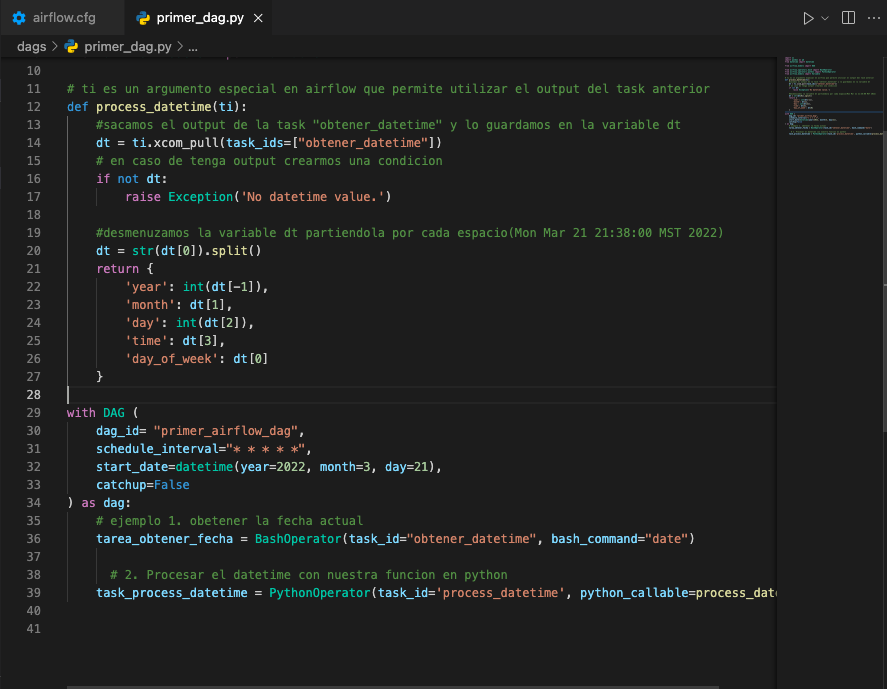 airflow.cfg
primer_dag.py
dags > primer_dag.py > ...
10
11 # ti es un argumento especial en airflow que permite utilizar el output del task anterior
12 def process_datetime(ti):
13     #sacamos el output de la task "obtener_datetime" y lo guardamos en la variable dt
14     dt = ti.xcom_pull(task_ids=["obtener_datetime"])
15     # en caso de tenga output crearmos una condicion
16     if not dt:
17         raise Exception('No datetime value.')
18
19     #desmenuzamos la variable dt partiendola por cada espacio(Mon Mar 21 21:38:00 MST 2022)
20     dt = str(dt[0]).split()
21     return {
22         'year': int(dt[-1]),
23         'month': dt[1],
24         'day': int(dt[2]),
25         'time': dt[3],
26         'day_of_week': dt[0]
27     }
28
29 with DAG (
30     dag_id= "primer_airflow_dag",
31     schedule_interval="* * * * *",
32     start_date=datetime(year=2022, month=3, day=21),
33     catchup=False
34 ) as dag:
35     # ejemplo 1. obetener la fecha actual
36     tarea_obtener_fecha = BashOperator(task_id="obtener_datetime", bash_command="date")
37
38       # 2. Procesar el datetime con nuestra funcion en python
39     task_process_datetime = PythonOperator(task_id='process_datetime', python_callable=process_dat
40
41